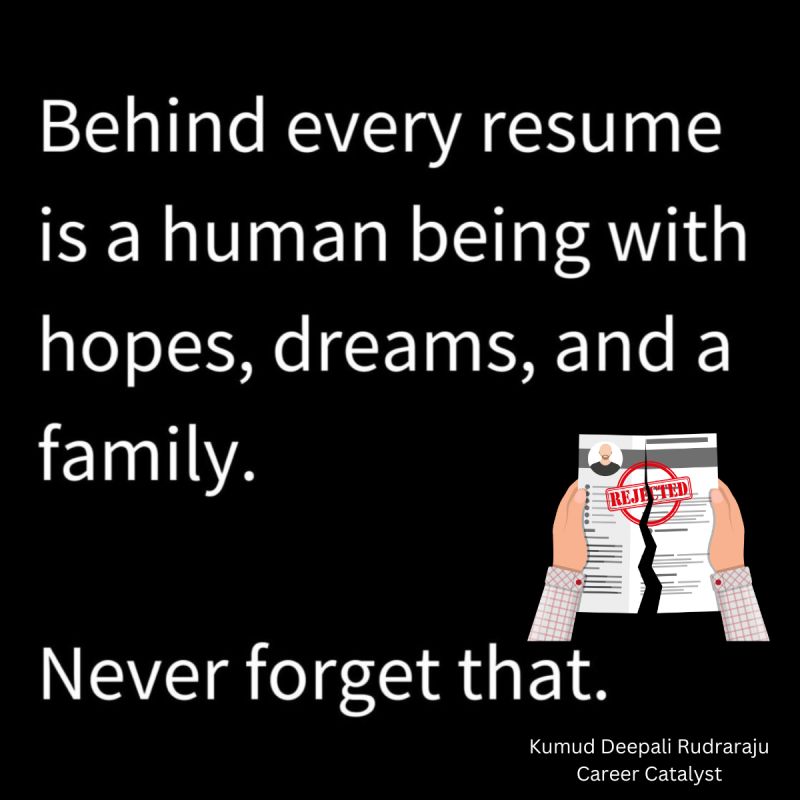 Behind every resume
is a human being with
hopes, dreams, and a
family.
REJECTED
Never forget that.
Kumud Deepali Rudraraju
Career Catalyst